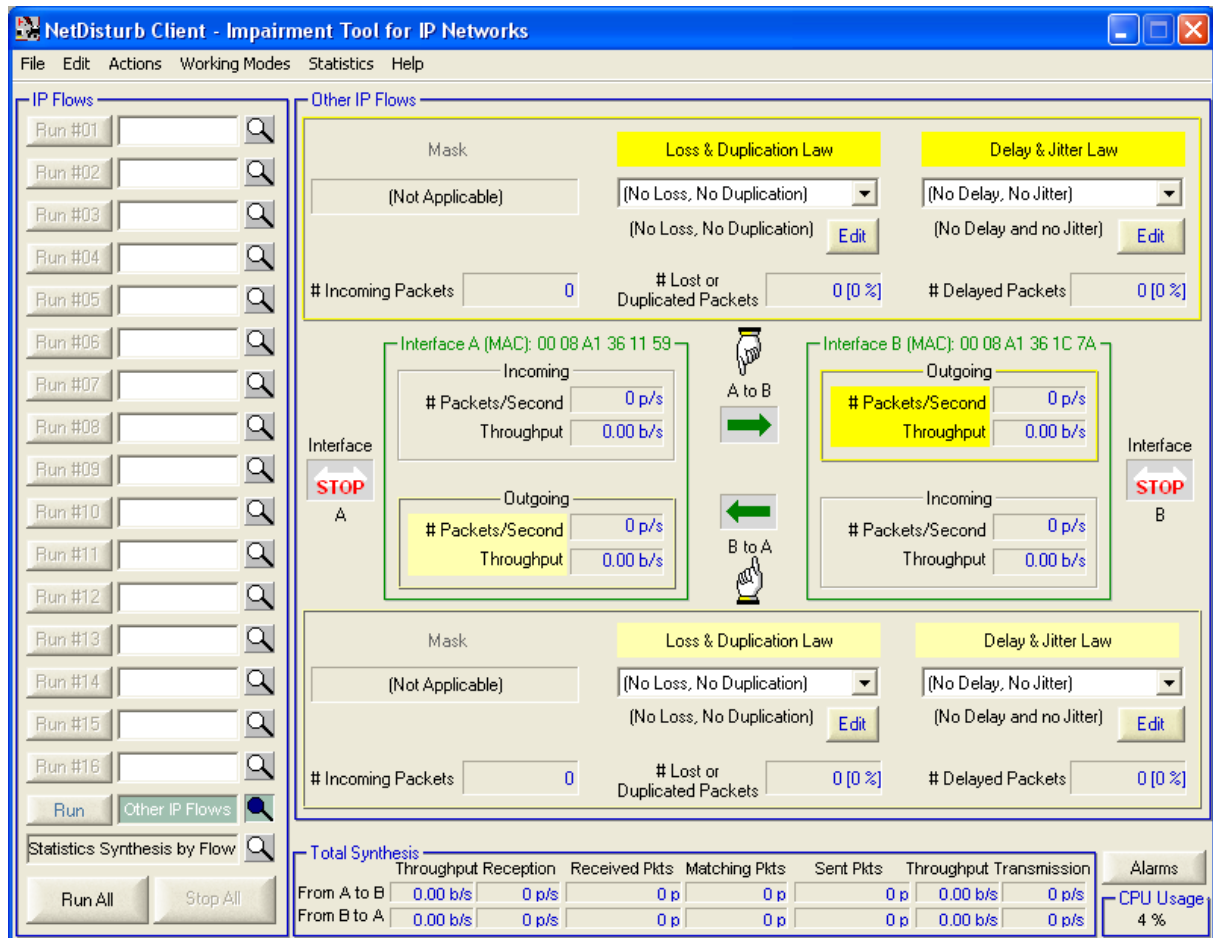 NetDisturb Client - Impairment Tool for IP Networks
File Edit Actions Working Modes Statistics Help
IP Flows
Run #01
Run #02
Run #03
Run #04
Run #05
Run #06
Run #07
Run #08
Run #09
Run #10
Run #11
Run #12
Run #13
Run #14
Run #15
Run #16
Run Other IP Flows
Statistics Synthesis by Flow
Run All Stop All
Other IP Flows
Mask Loss & Duplication Law Delay & Jitter Law
(Not Applicable) (No Loss, No Duplication) (No Delay, No Jitter)
(No Loss, No Duplication) Edit (No Delay and no Jitter) Edit
# Incoming Packets 0 # Lost or Duplicated Packets 0 [0 %] # Delayed Packets 0 [0 %]
Interface A (MAC): 00 08 A1 36 11 59
Incoming
# Packets/Second 0 p/s
Throughput 0.00 b/s
Interface
STOP
A
Outgoing
# Packets/Second 0 p/s
Throughput 0.00 b/s
A to B
B to A
Interface B (MAC): 00 08 A1 36 1C 7A
Outgoing
# Packets/Second 0 p/s
Throughput 0.00 b/s
Interface
STOP
B
Incoming
# Packets/Second 0 p/s
Throughput 0.00 b/s
Mask Loss & Duplication Law Delay & Jitter Law
(Not Applicable) (No Loss, No Duplication) (No Delay, No Jitter)
(No Loss, No Duplication) Edit (No Delay and no Jitter) Edit
# Incoming Packets 0 # Lost or Duplicated Packets 0 [0 %] # Delayed Packets 0 [0 %]
Total Synthesis
Throughput Reception Received Pkts Matching Pkts Sent Pkts Throughput Transmission
From A to B 0.00 b/s 0 p/s 0 p 0 p 0 p 0.00 b/s 0 p/s
From B to A 0.00 b/s 0 p/s 0 p 0 p 0 p 0.00 b/s 0 p/s
Alarms
CPU Usage
4 %